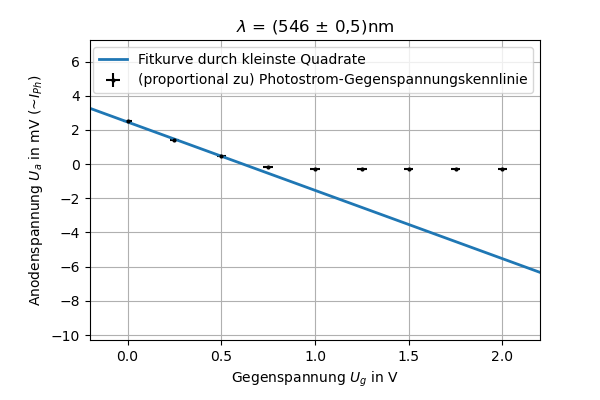 λ = (546 ± 0,5)nm
Fitkurve durch kleinste Quadrate
(proportional zu) Photostrom-Gegenspannungskennlinie
Anodenspannung Uₐ in mV (~I_Ph)
6
4
2
0
−2
−4
−6
−8
−10
0.0 0.5 1.0 1.5 2.0
Gegenspannung U_g in V